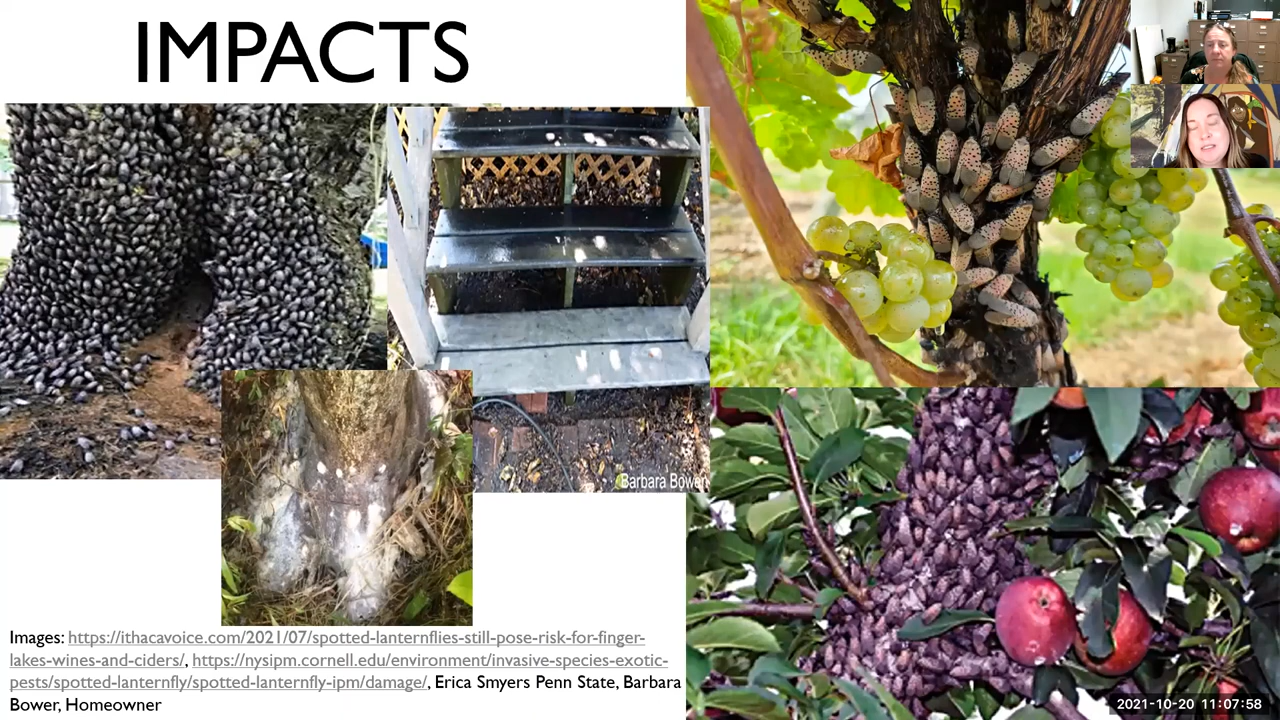 IMPACTS
Barbara Bower
Images: https://ithacavoice.com/2021/07/spotted-lanternflies-still-pose-risk-for-finger-
lakes-wines-and-ciders/, https://nysipm.cornell.edu/environment/invasive-species-exotic-
pests/spotted-lanternfly/spotted-lanternfly-ipm/damage/, Erica Smyers Penn State, Barbara
Bower, Homeowner
2021-10-20 11:07:58